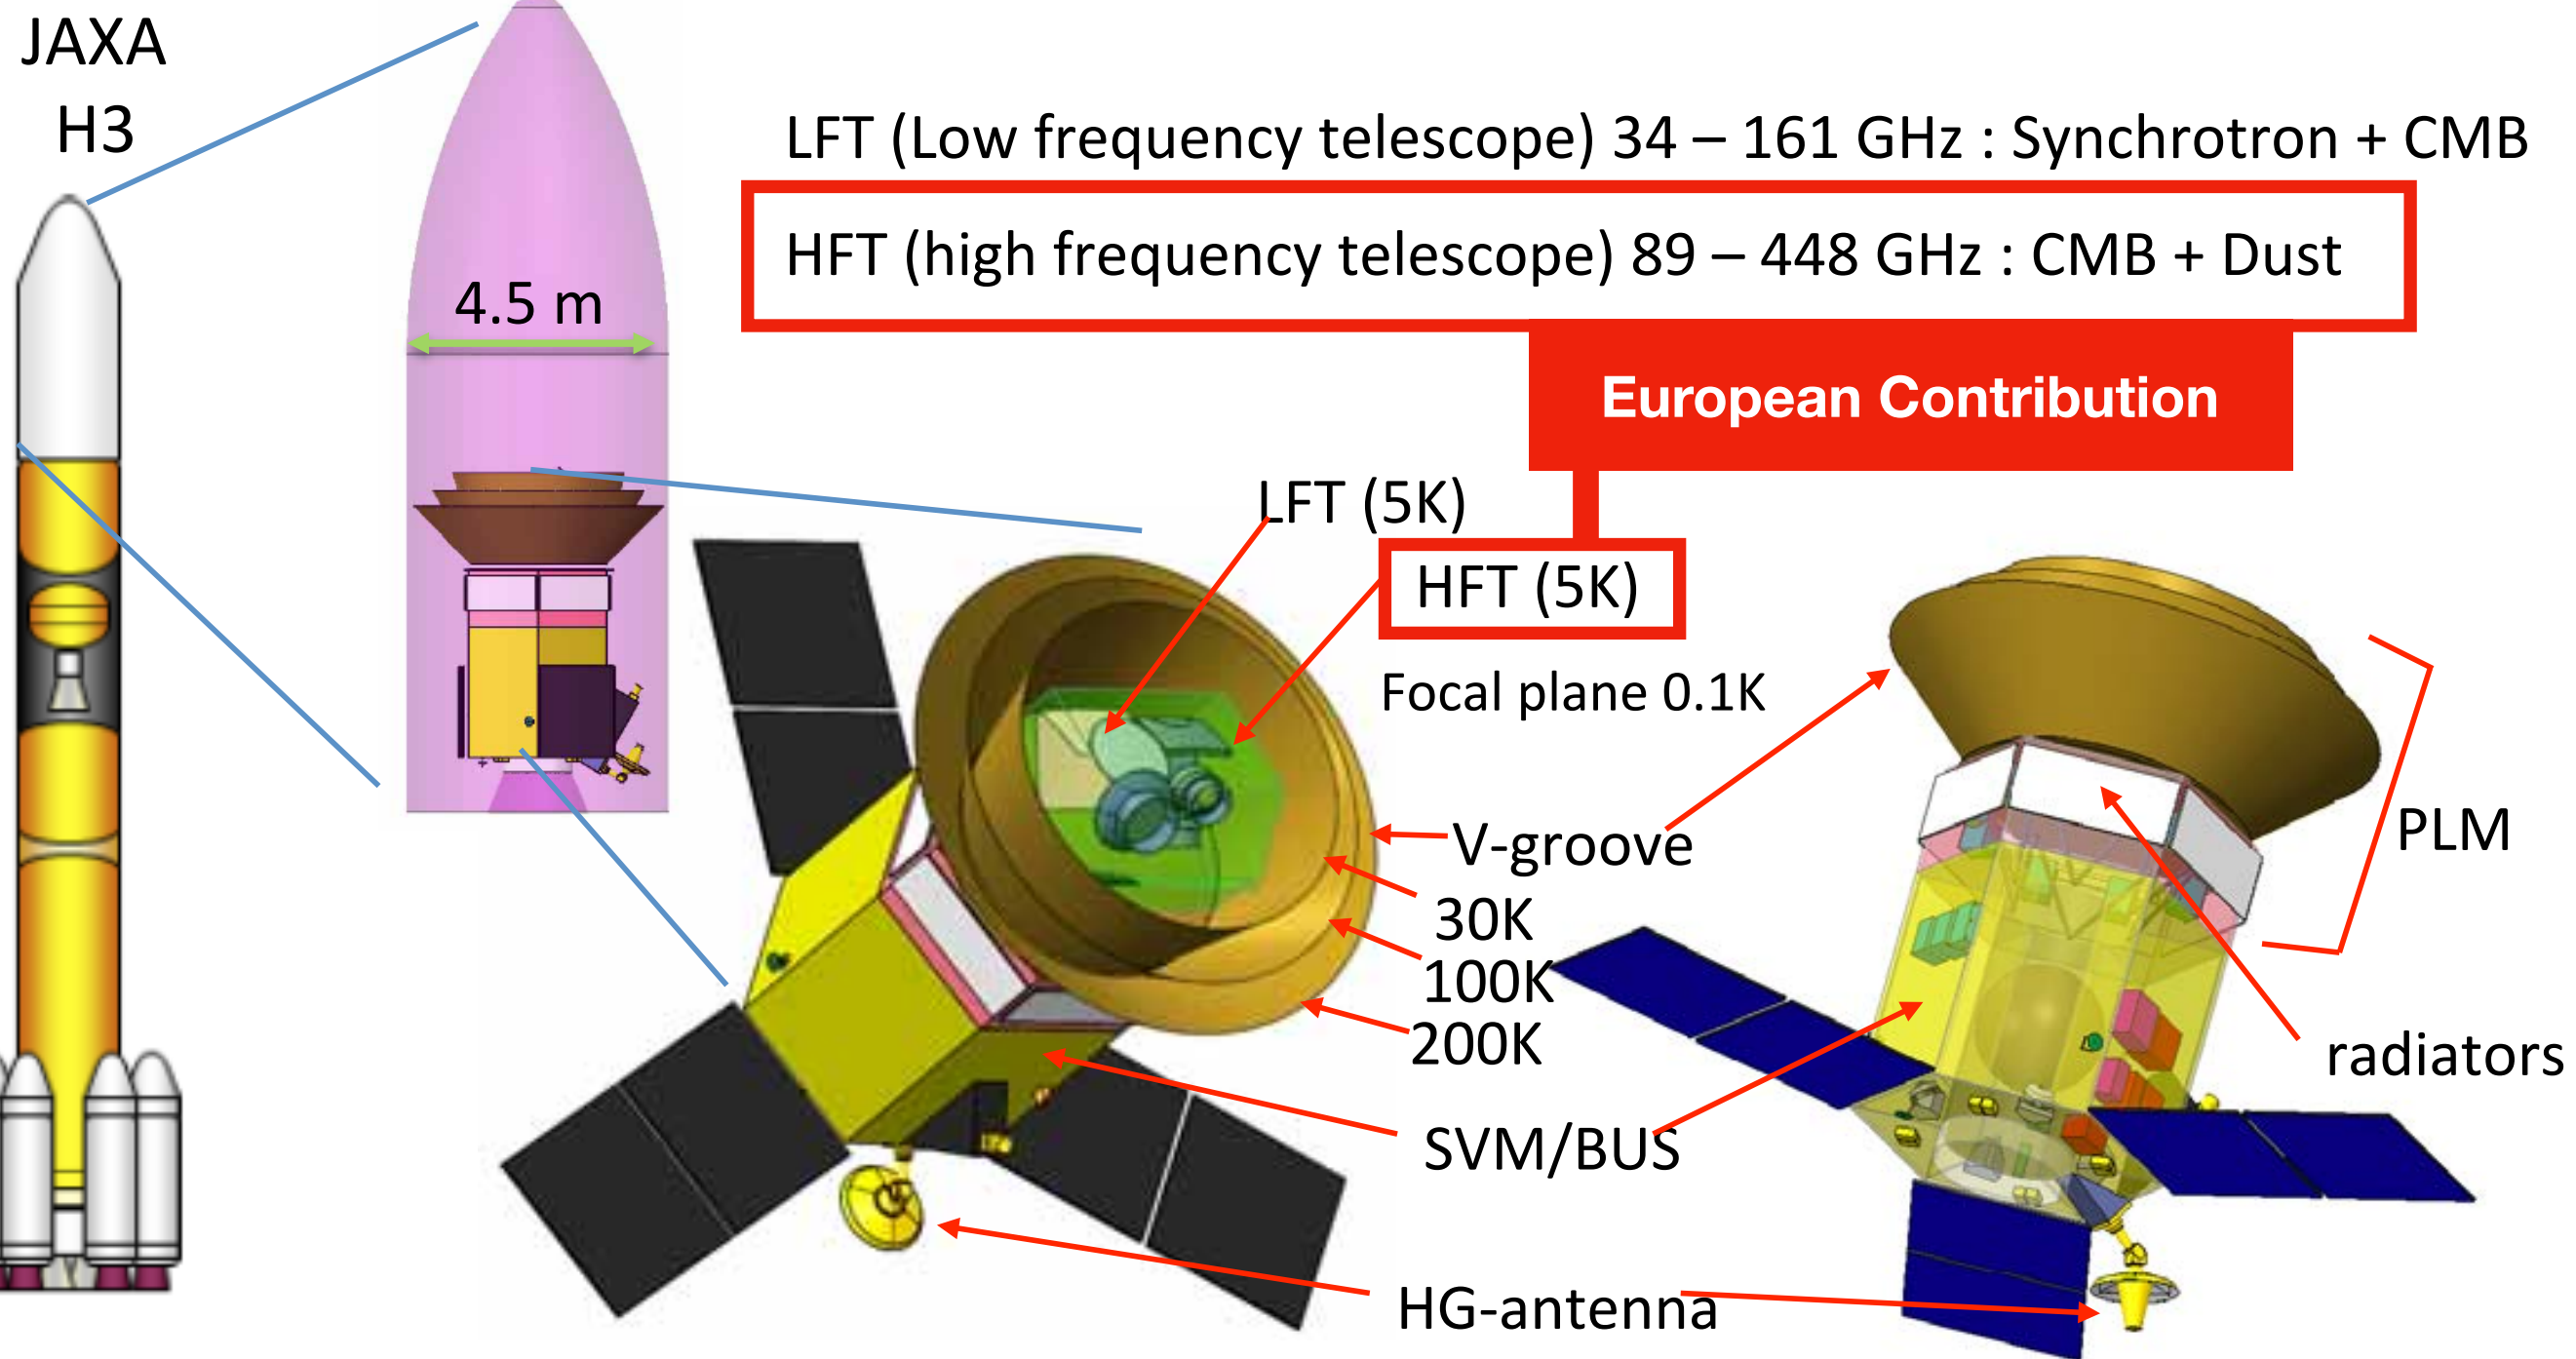 JAXA
H3
4.5 m
LFT (Low frequency telescope) 34 – 161 GHz : Synchrotron + CMB
HFT (high frequency telescope) 89 – 448 GHz : CMB + Dust
European Contribution
LFT (5K)
HFT (5K)
Focal plane 0.1K
V-groove
30K
100K
200K
PLM
radiators
SVM/BUS
HG-antenna